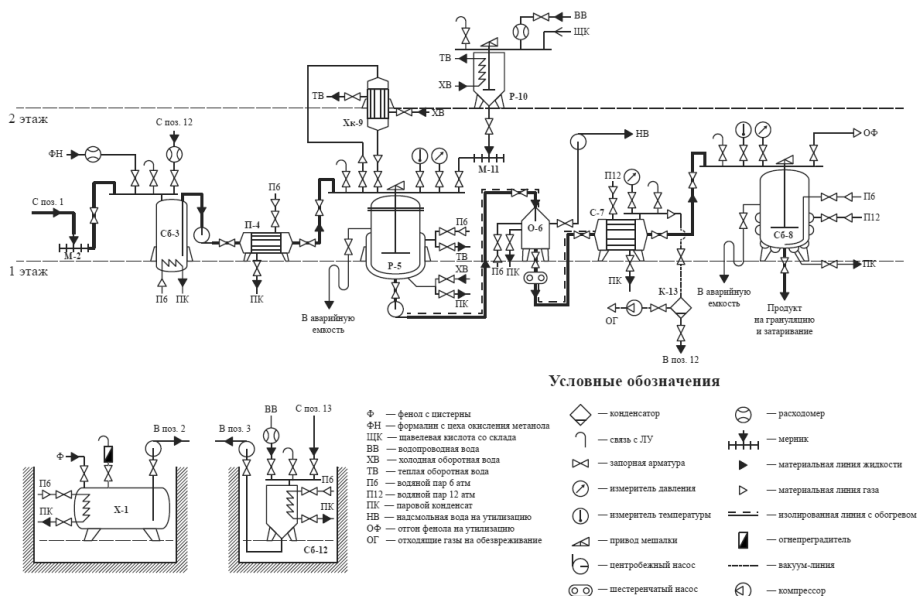 ВВ
ЩК
ТВ
ХВ
Р-10
2 этаж
С поз. 12
ТВ
Хк-9
ХВ
ФН
М-11
НВ
ОФ
С поз. 1
М-2
Сб-3
П6
П-4
П12
С-7
О-6
П6
ТВ
ХВ
ПК
Р-5
П6
ПК
Сб-8
П6
П12
ПК
1 этаж
П6
ПК
ПК
В аварийную
емкость
ПК
К-13
ОГ
В поз. 12
В аварийную
емкость
Продукт
на грануляцию
и затаривание
Ф
В поз. 2
П6
ПК
Х-1
ВВ
С поз. 13
В поз. 3
П6
ПК
Сб-12
Условные обозначения
Ф — фенол с цистерны
ФН — формалин с цеха окисления метанола
ЩК — щавелевая кислота со склада
ВВ — водопроводная вода
ХВ — холодная оборотная вода
ТВ — теплая оборотная вода
П6 — водяной пар 6 атм
П12 — водяной пар 12 атм
ПК — паровой конденсат
НВ — надсмольная вода на утилизацию
ОФ — отгон фенола на утилизацию
ОГ — отходящие газы на обезвреживание
— конденсатор
— связь с ЛУ
— запорная арматура
— измеритель давления
— измеритель температуры
— привод мешалки
— центробежный насос
— шестеренчатый насос
— расходомер
— мерник
— материальная линия жидкости
— материальная линия газа
— изолированная линия с обогревом
— огнепреградитель
— вакуум-линия
— компрессор